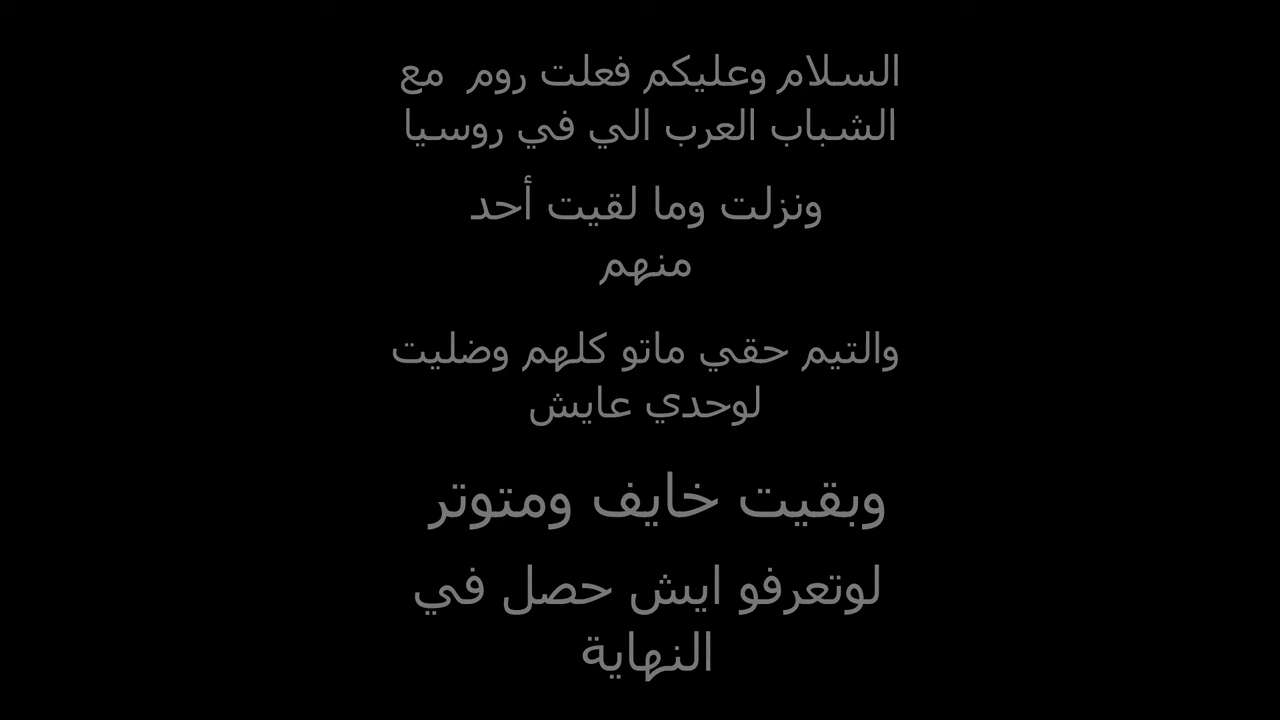 السلام وعليكم فعلت روم مع
الشباب العرب الي في روسيا
ونزلت وما لقيت أحد
منهم
والتيم حقي ماتو كلهم وضليت
لوحدي عايش
وبقيت خايف ومتوتر
لوتعرفو ايش حصل في
النهاية